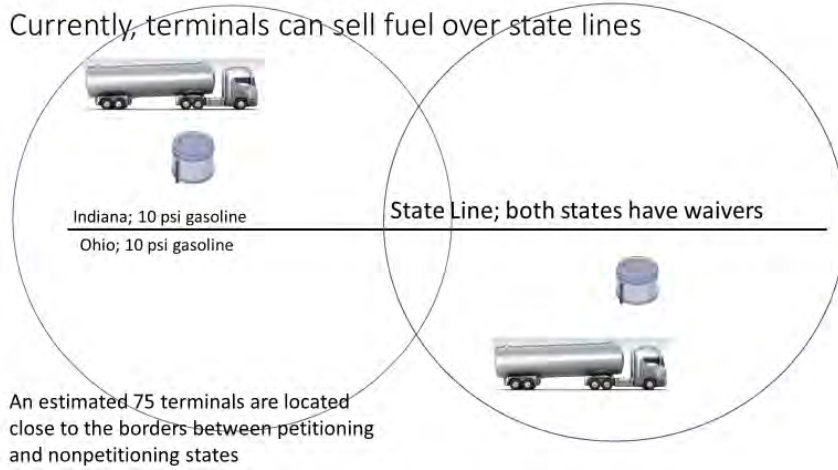 Currently, terminals can sell fuel over state lines
Indiana; 10 psi gasoline
State Line; both states have waivers
Ohio; 10 psi gasoline
An estimated 75 terminals are located
close to the borders between petitioning
and nonpetitioning states